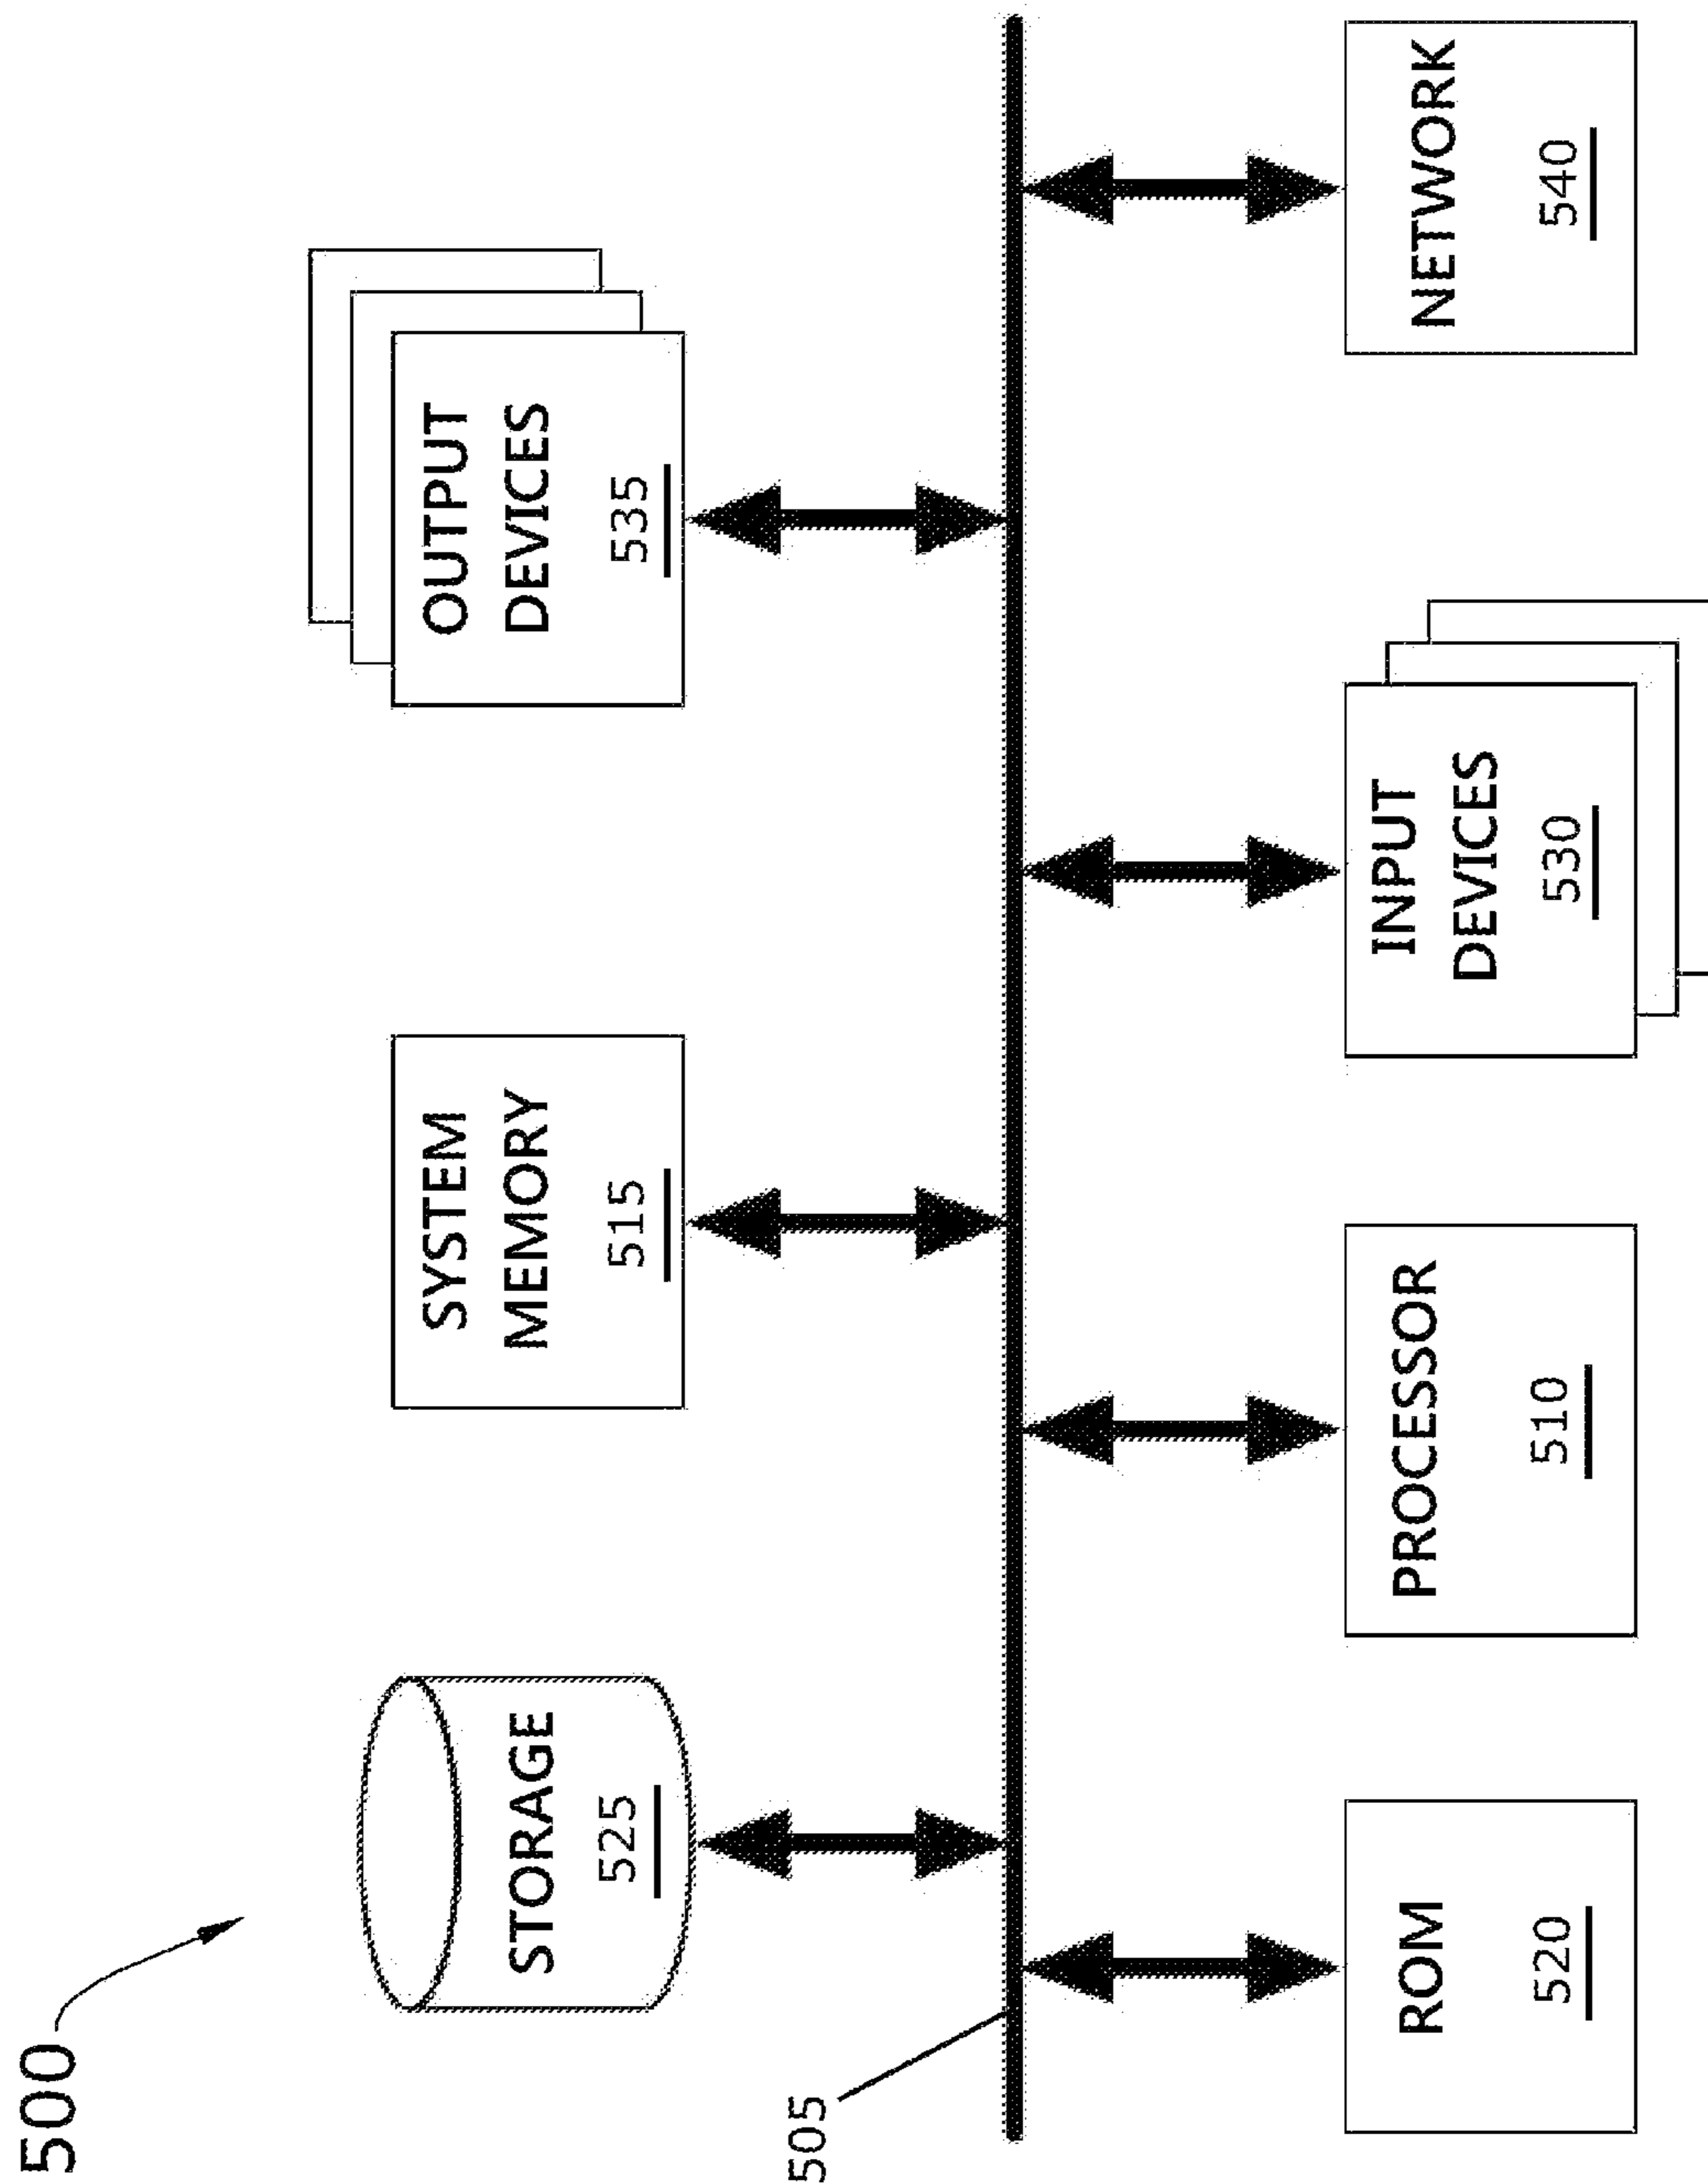 500
STORAGE
525
SYSTEM
MEMORY
515
OUTPUT
DEVICES
535
505
ROM
520
PROCESSOR
510
INPUT
DEVICES
530
NETWORK
540